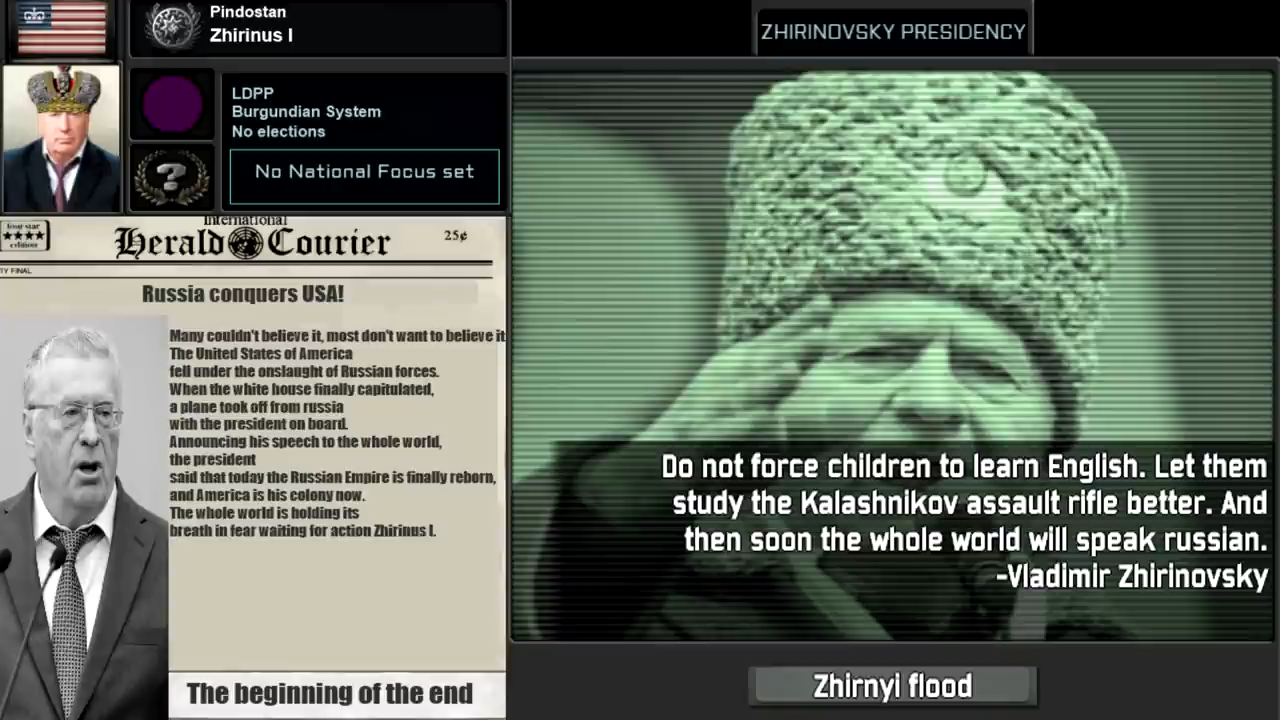 Pindostan
Zhirinus I
LDPP
Burgundian System
No elections
?
No National Focus set
four star
★★★★
edition
International
Herald Courier
25¢
TY FINAL
Russia conquers USA!
Many couldn't believe it, most don't want to believe it
The United States of America
fell under the onslaught of Russian forces.
When the white house finally capitulated,
a plane took off from russia
with the president on board.
Announcing his speech to the whole world,
the president
said that today the Russian Empire is finally reborn,
and America is his colony now.
The whole world is holding its
breath in fear waiting for action Zhirinus I.
The beginning of the end
ZHIRINOVSKY PRESIDENCY
Do not force children to learn English. Let them
study the Kalashnikov assault rifle better. And
then soon the whole world will speak russian.
-Vladimir Zhirinovsky
Zhirnyi flood